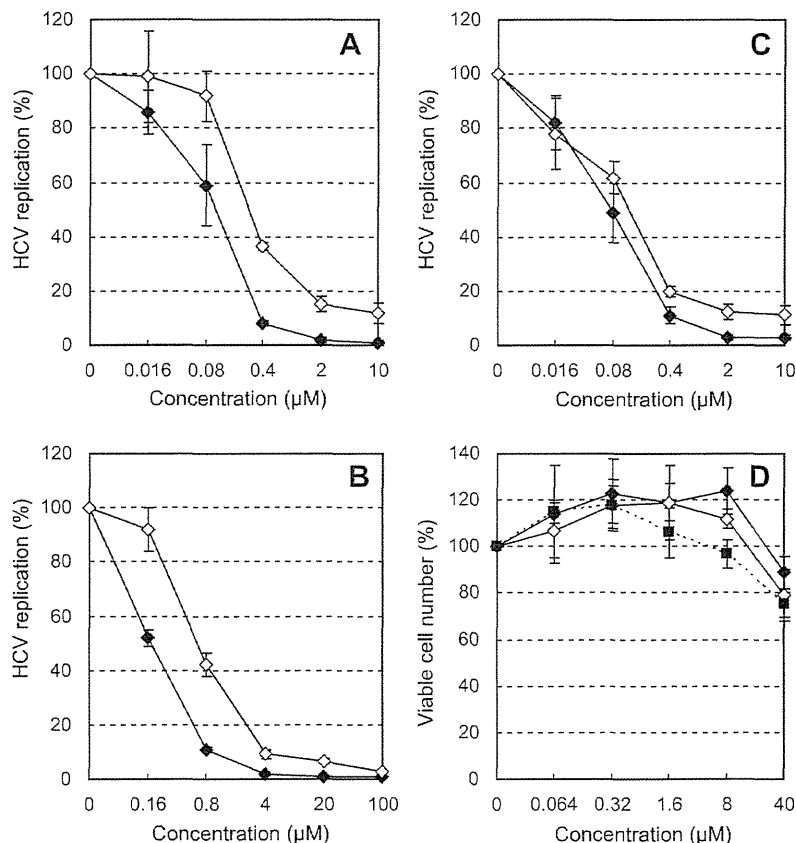 A
120
100
80
60
40
20
0
HCV replication (%)
0 0.016 0.08 0.4 2 10
Concentration (µM)
C
120
100
80
60
40
20
0
HCV replication (%)
0 0.016 0.08 0.4 2 10
Concentration (µM)
B
120
100
80
60
40
20
0
HCV replication (%)
0 0.16 0.8 4 20 100
Concentration (µM)
D
140
120
100
80
60
40
20
0
Viable cell number (%)
0 0.064 0.32 1.6 8 40
Concentration (µM)